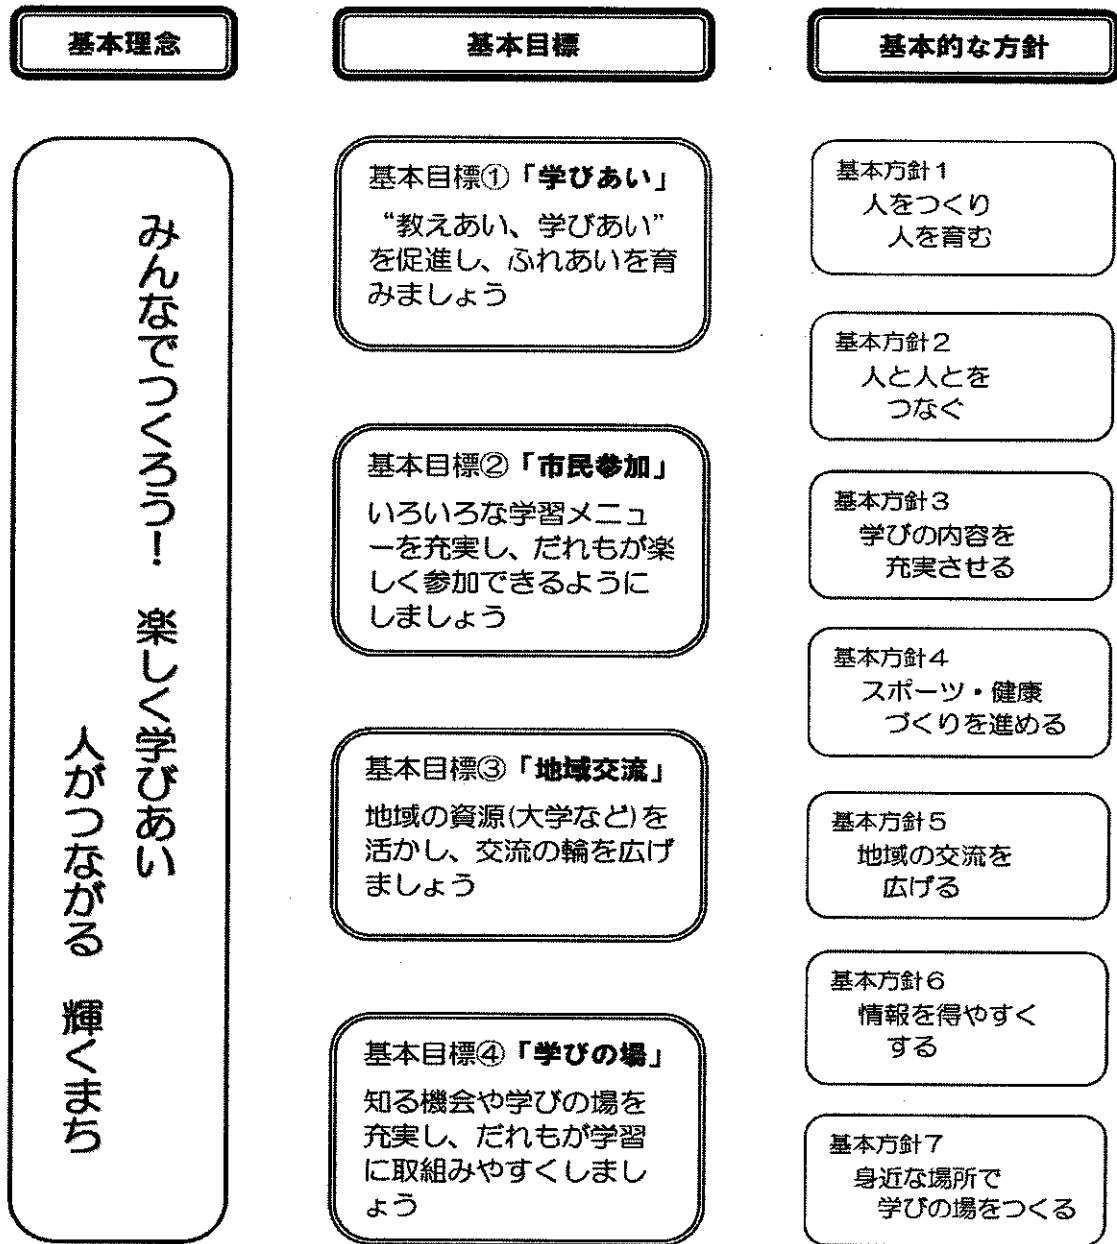 基本理念
みんなでつくろう！　楽しく学びあい
人がつながる　輝くまち
基本目標
基本目標①「学びあい」
“教えあい、学びあい”
を促進し、ふれあいを育
みましょう
基本目標②「市民参加」
いろいろな学習メニュ
ーを充実し、だれもが楽
しく参加できるように
しましょう
基本目標③「地域交流」
地域の資源(大学など)を
活かし、交流の輪を広げ
ましょう
基本目標④「学びの場」
知る機会や学びの場を
充実し、だれもが学習
に取組みやすくしまし
ょう
基本的な方針
基本方針１
人をつくり
人を育む
基本方針２
人と人とを
つなぐ
基本方針３
学びの内容を
充実させる
基本方針４
スポーツ・健康
づくりを進める
基本方針５
地域の交流を
広げる
基本方針６
情報を得やすく
する
基本方針７
身近な場所で
学びの場をつくる